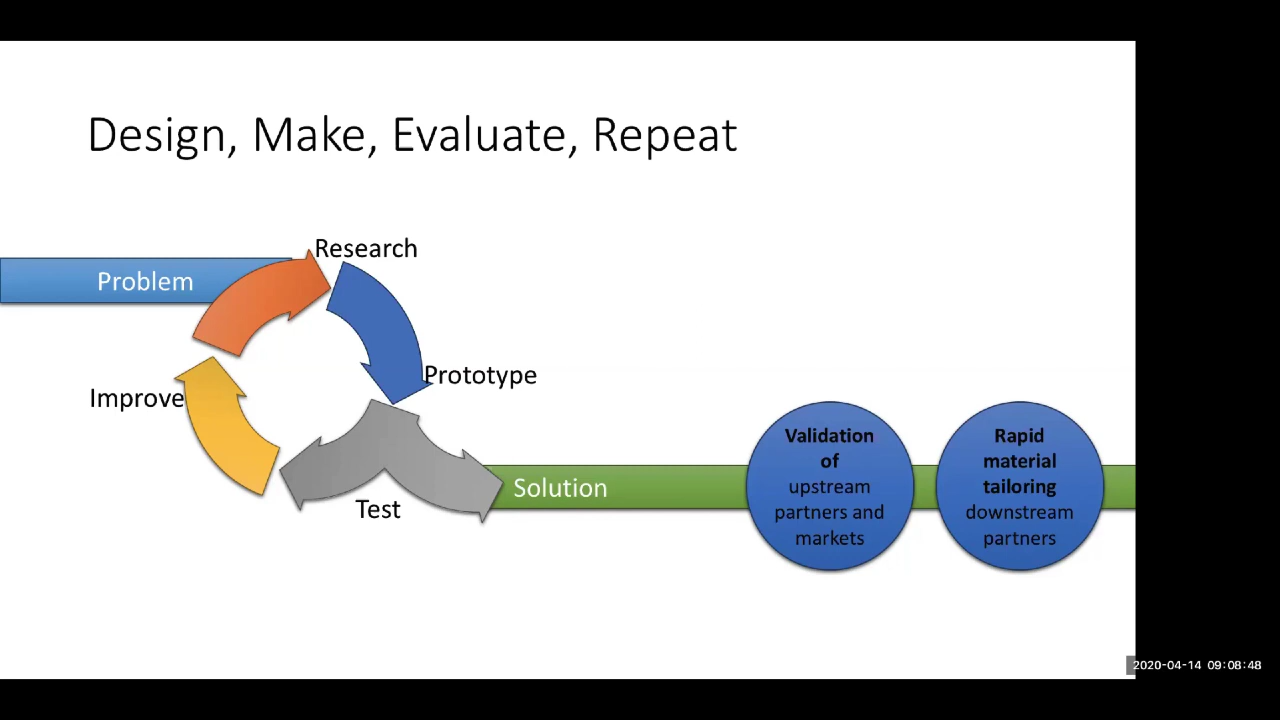 Design, Make, Evaluate, Repeat
Research
Problem
Prototype
Improve
Test
Solution
Validation
of
upstream
partners and
markets
Rapid
material
tailoring
downstream
partners
2020-04-14 09:08:48